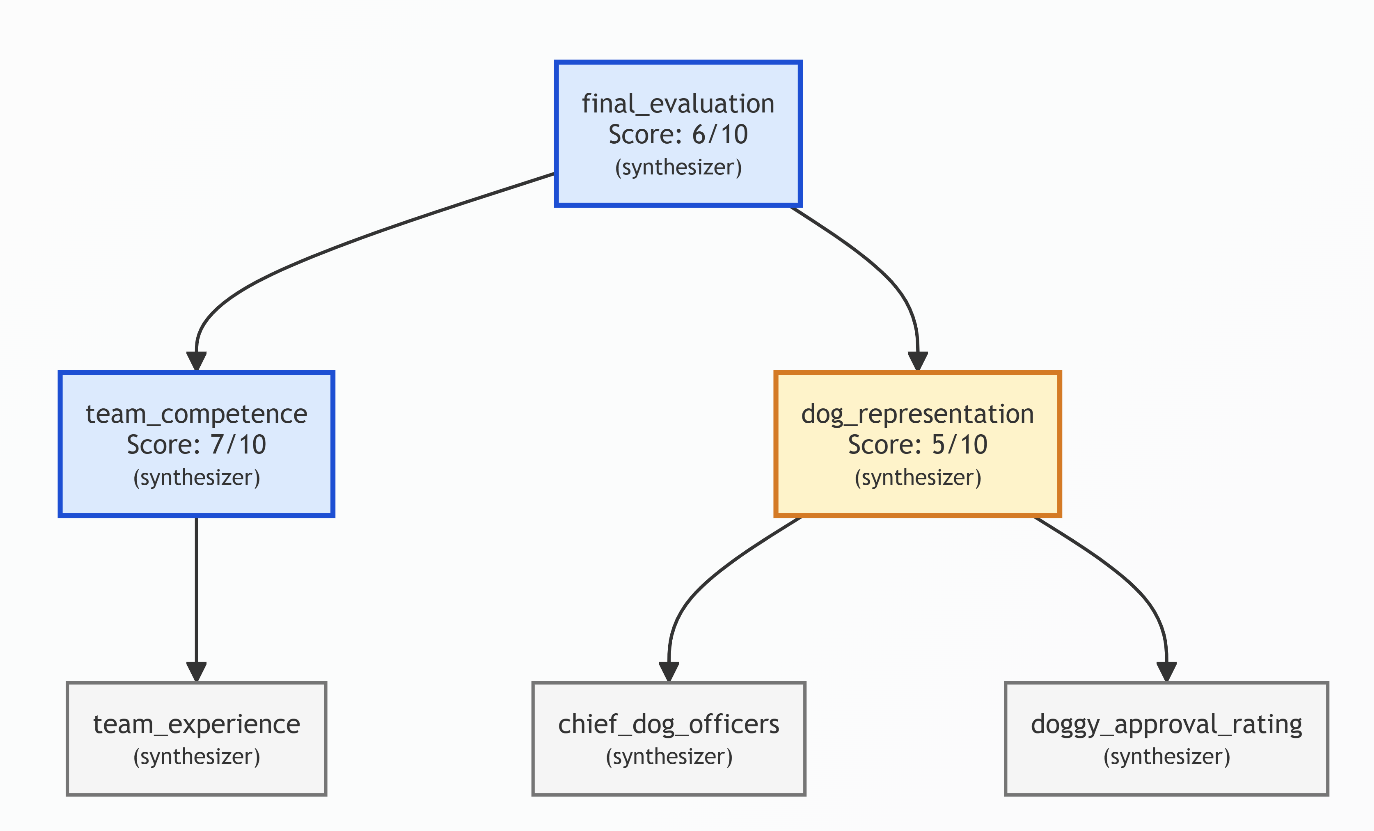 final_evaluation
Score: 6/10
(synthesizer)
team_competence
Score: 7/10
(synthesizer)
dog_representation
Score: 5/10
(synthesizer)
team_experience
(synthesizer)
chief_dog_officers
(synthesizer)
doggy_approval_rating
(synthesizer)